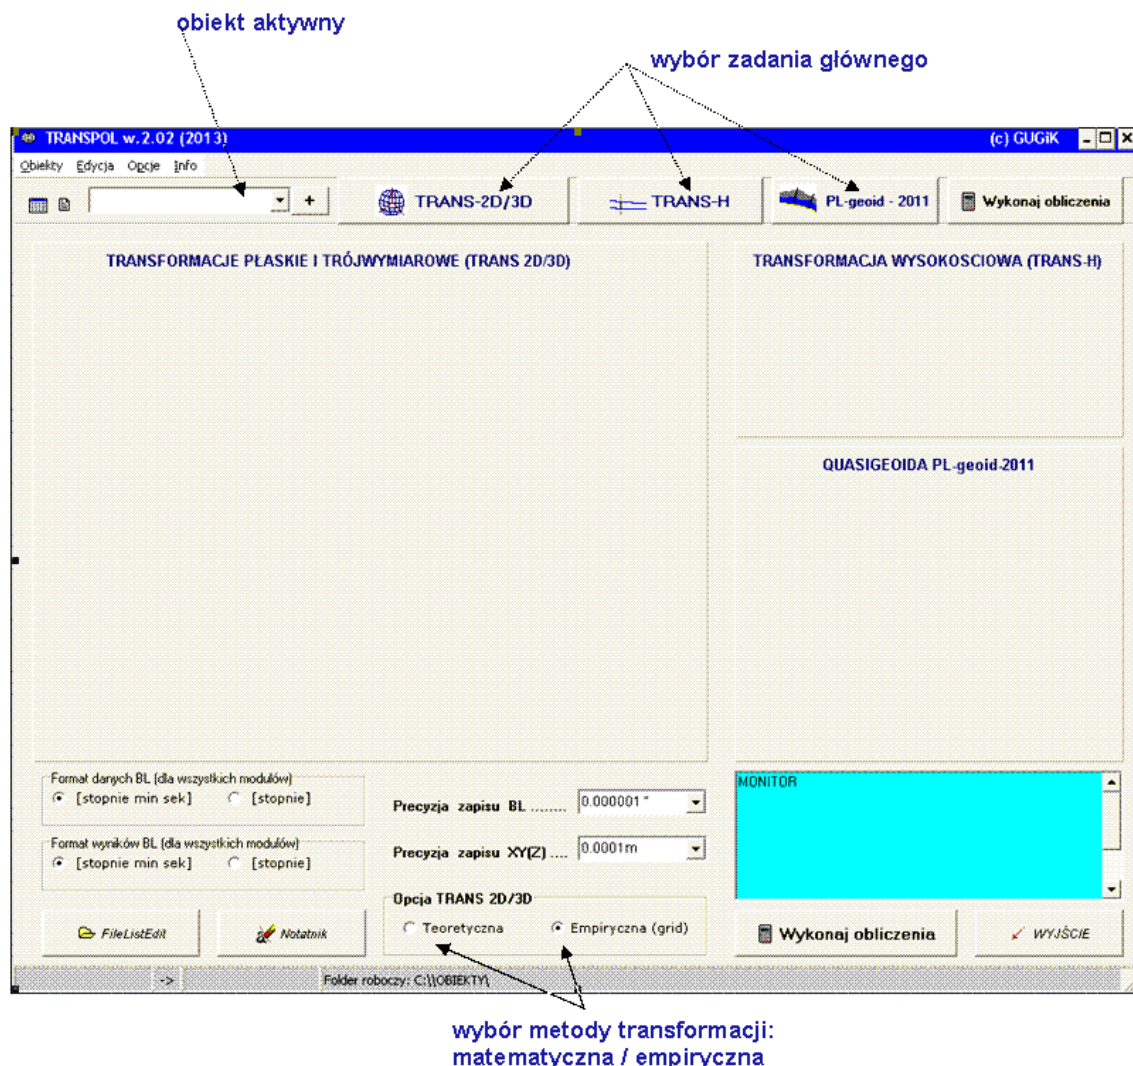 obiekt aktywny
wybór zadania głównego
TRANSPOL w.2.02 (2013) (c) GUGiK
Obiekty Edycja Opcje Info
+ TRANS-2D/3D TRANS-H PL-geoid - 2011 Wykonaj obliczenia
TRANSFORMACJE PŁASKIE I TRÓJWYMIAROWE (TRANS 2D/3D)
TRANSFORMACJA WYSOKOSCIOWA (TRANS-H)
QUASIGEOIDA PL-geoid-2011
Format danych BL (dla wszystkich modułów)
[stopnie min sek] [stopnie]
Format wyników BL (dla wszystkich modułów)
[stopnie min sek] [stopnie]
Precyzja zapisu BL ........ 0.000001 "
Precyzja zapisu XY(Z) .... 0.0001m
MONITOR
Opcja TRANS 2D/3D
Teoretyczna Empiryczna (grid)
FileListEdit Notatnik
Wykonaj obliczenia WYJŚCIE
-> Folder roboczy: C:\\OBIEKTY\
wybór metody transformacji:
matematyczna / empiryczna